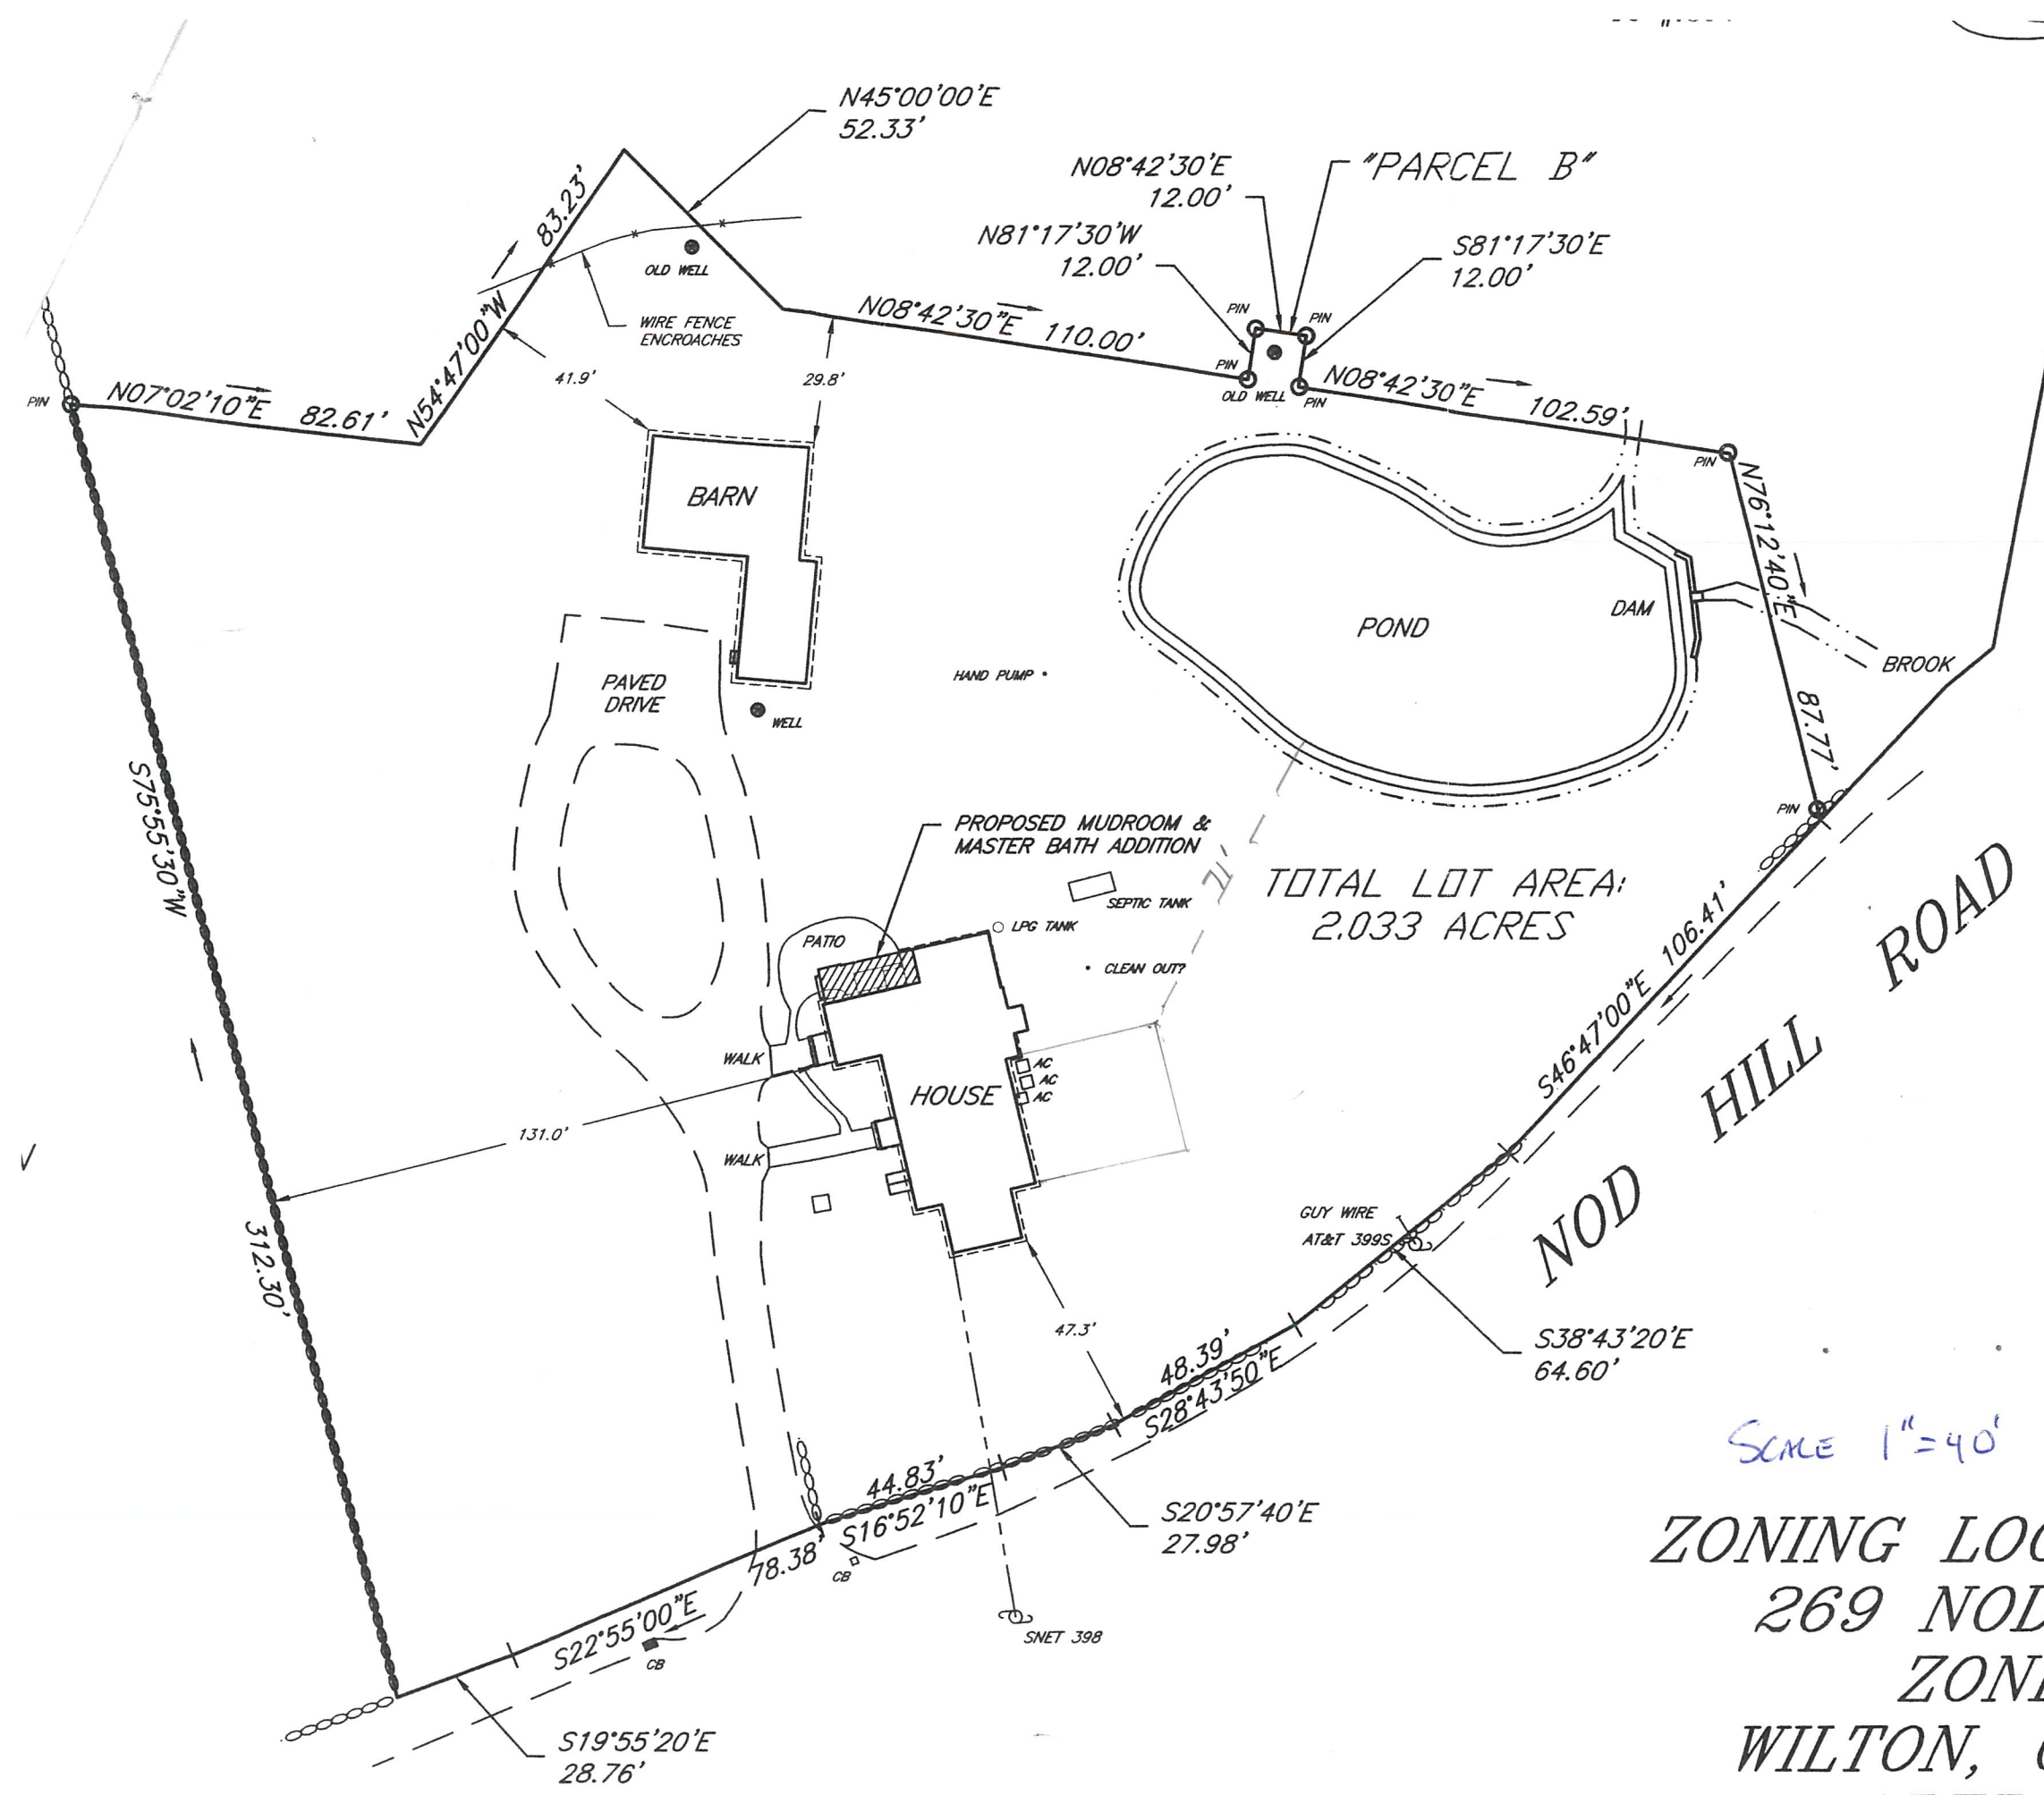 N45°00'00'E
52.33'
N08°42'30'E
12.00'
"PARCEL B"
N81°17'30'W
12.00'
S81°17'30'E
12.00'
83.23'
N54°47'00"W
OLD WELL
WIRE FENCE
ENCROACHES
N08°42'30"E 110.00'
PIN
PIN
PIN
OLD WELL
PIN
N08°42'30"E 102.59'
PIN
N07°02'10"E 82.61'
PIN
41.9'
29.8'
BARN
N76°12'40"E
87.77'
DAM
POND
BROOK
HAND PUMP
PAVED
DRIVE
WELL
PIN
S75°55'30"W
312.30'
PROPOSED MUDROOM &
MASTER BATH ADDITION
71'
TOTAL LOT AREA:
2.033 ACRES
SEPTIC TANK
LPG TANK
PATIO
CLEAN OUT?
S46°47'00"E 106.41'
NOD HILL ROAD
WALK
AC
AC
AC
HOUSE
131.0'
WALK
GUY WIRE
AT&T 399S
47.3'
S38°43'20'E
64.60'
48.39'
S28°43'50"E
SCALE 1"=40'
44.83'
S16°52'10"E
S20°57'40'E
27.98'
78.38'
CB
S22°55'00"E
CB
SNET 398
S19°55'20'E
28.76'
ZONING
269
WILTON,